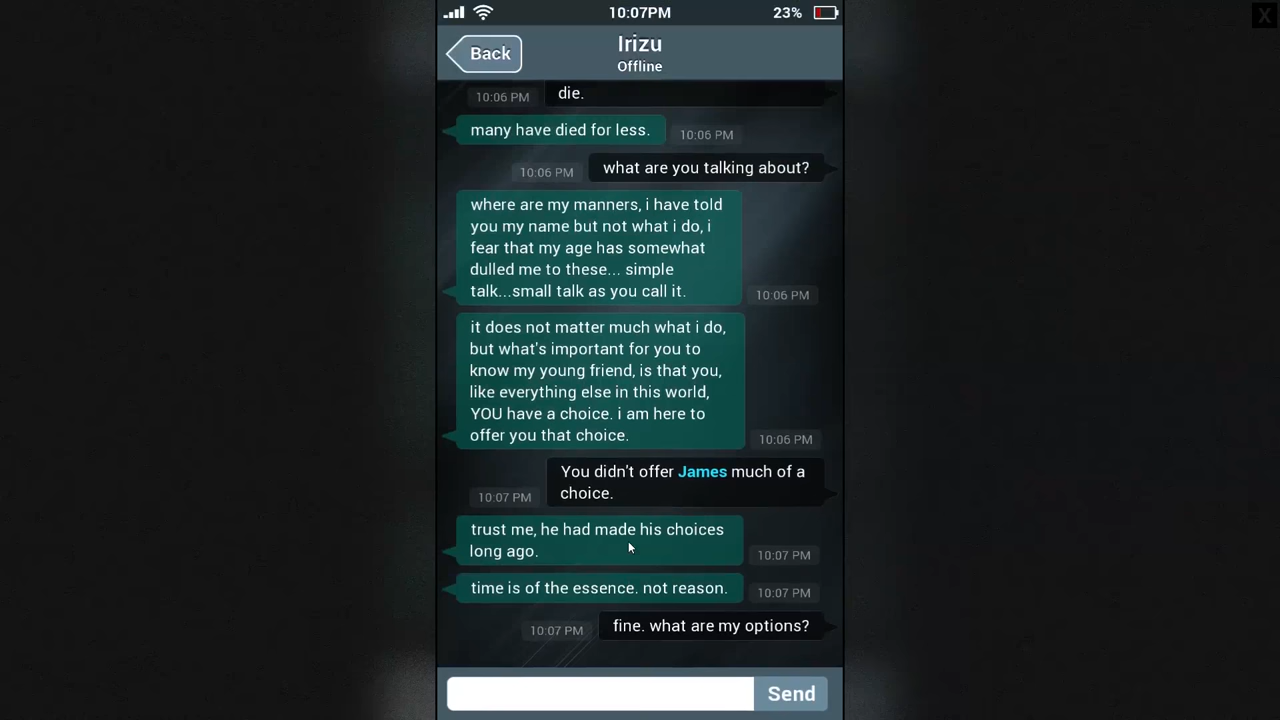 10:07PM
23%
X
Back
Irizu
Offline
die.
10:06 PM
many have died for less.
10:06 PM
what are you talking about?
10:06 PM
where are my manners, i have told
you my name but not what i do, i
fear that my age has somewhat
dulled me to these... simple
talk...small talk as you call it.
10:06 PM
it does not matter much what i do,
but what's important for you to
know my young friend, is that you,
like everything else in this world,
YOU have a choice. i am here to
offer you that choice.
10:06 PM
You didn't offer James much of a
choice.
10:07 PM
trust me, he had made his choices
long ago.
10:07 PM
time is of the essence. not reason.
10:07 PM
fine. what are my options?
10:07 PM
Send